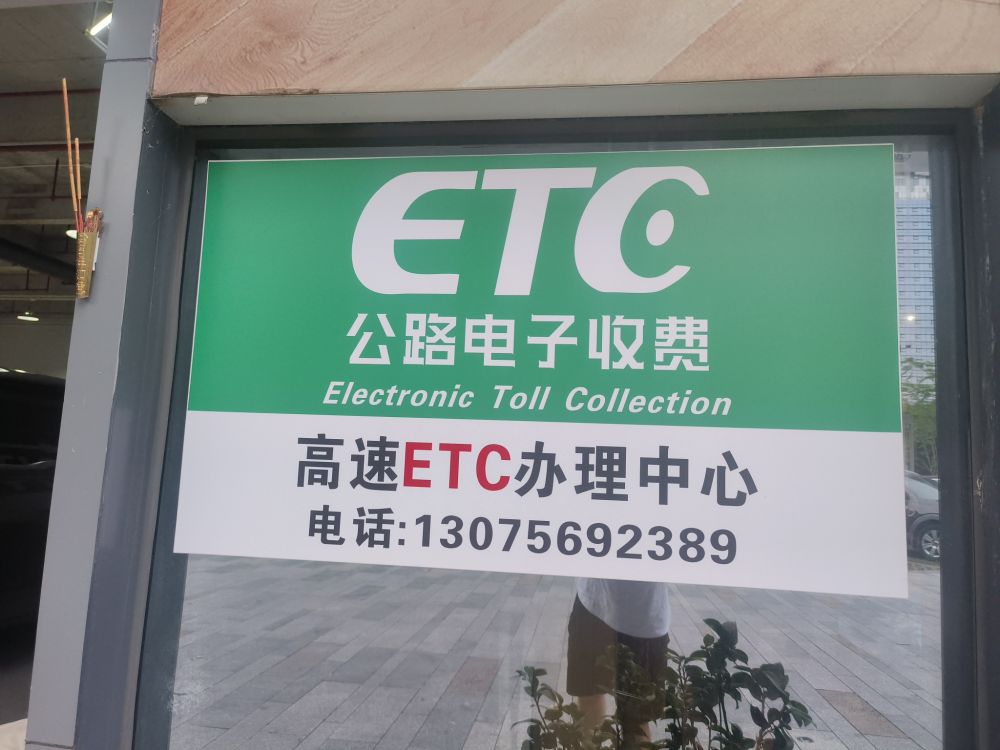 ETC
公路电子收费
Electronic Toll Collection
高速ETC办理中心
电话:13075692389